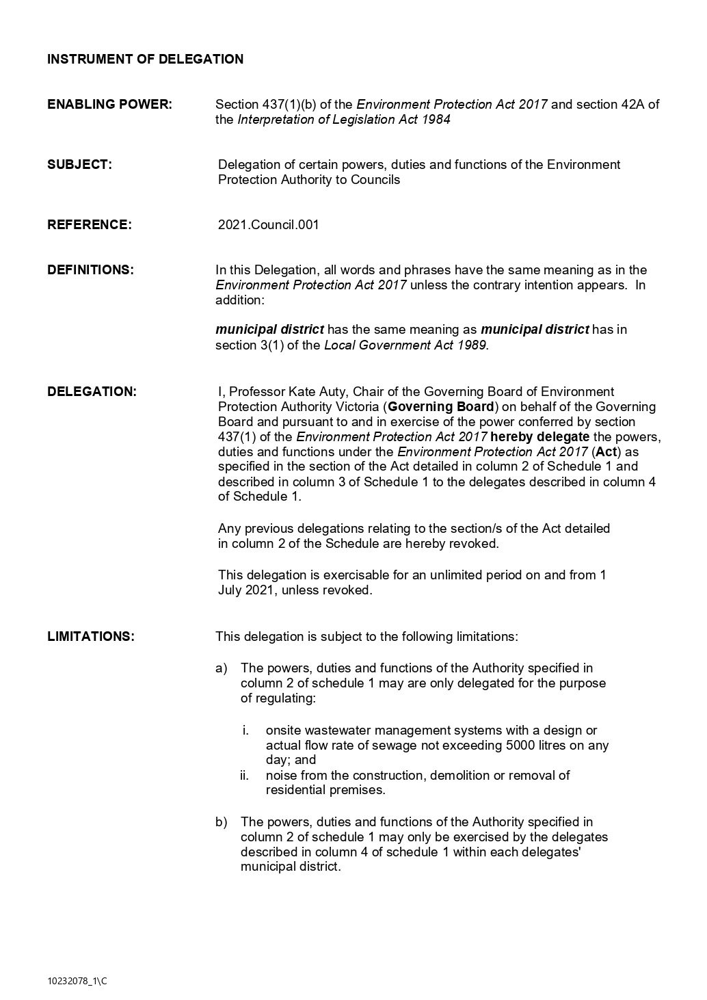 INSTRUMENT OF DELEGATION
ENABLING POWER: Section 437(1)(b) of the Environment Protection Act 2017 and section 42A of
the Interpretation of Legislation Act 1984
SUBJECT: Delegation of certain powers, duties and functions of the Environment
Protection Authority to Councils
REFERENCE: 2021.Council.001
DEFINITIONS: In this Delegation, all words and phrases have the same meaning as in the
Environment Protection Act 2017 unless the contrary intention appears.  In
addition:
municipal district has the same meaning as municipal district has in
section 3(1) of the Local Government Act 1989.
DELEGATION: I, Professor Kate Auty, Chair of the Governing Board of Environment
Protection Authority Victoria (Governing Board) on behalf of the Governing
Board and pursuant to and in exercise of the power conferred by section
437(1) of the Environment Protection Act 2017 hereby delegate the powers,
duties and functions under the Environment Protection Act 2017 (Act) as
specified in the section of the Act detailed in column 2 of Schedule 1 and
described in column 3 of Schedule 1 to the delegates described in column 4
of Schedule 1.
Any previous delegations relating to the section/s of the Act detailed
in column 2 of the Schedule are hereby revoked.
This delegation is exercisable for an unlimited period on and from 1
July 2021, unless revoked.
LIMITATIONS: This delegation is subject to the following limitations:
a) The powers, duties and functions of the Authority specified in
column 2 of schedule 1 may are only delegated for the purpose
of regulating:
i. onsite wastewater management systems with a design or
actual flow rate of sewage not exceeding 5000 litres on any
day; and
ii. noise from the construction, demolition or removal of
residential premises.
b) The powers, duties and functions of the Authority specified in
column 2 of schedule 1 may only be exercised by the delegates
described in column 4 of schedule 1 within each delegates'
municipal district.
10232078_1\C